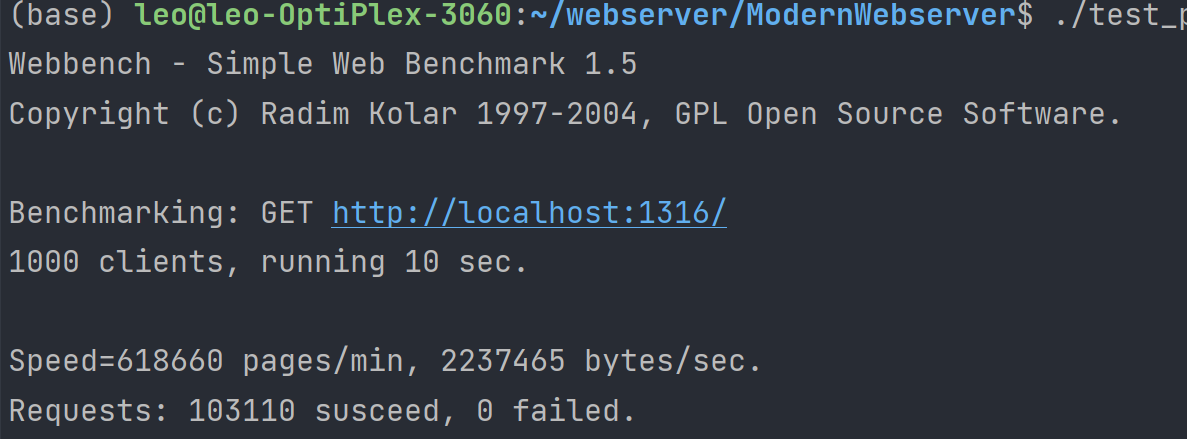 (base) leo@leo-OptiPlex-3060:~/webserver/ModernWebserver$ ./test_p
Webbench - Simple Web Benchmark 1.5
Copyright (c) Radim Kolar 1997-2004, GPL Open Source Software.
Benchmarking: GET http://localhost:1316/
1000 clients, running 10 sec.
Speed=618660 pages/min, 2237465 bytes/sec.
Requests: 103110 susceed, 0 failed.